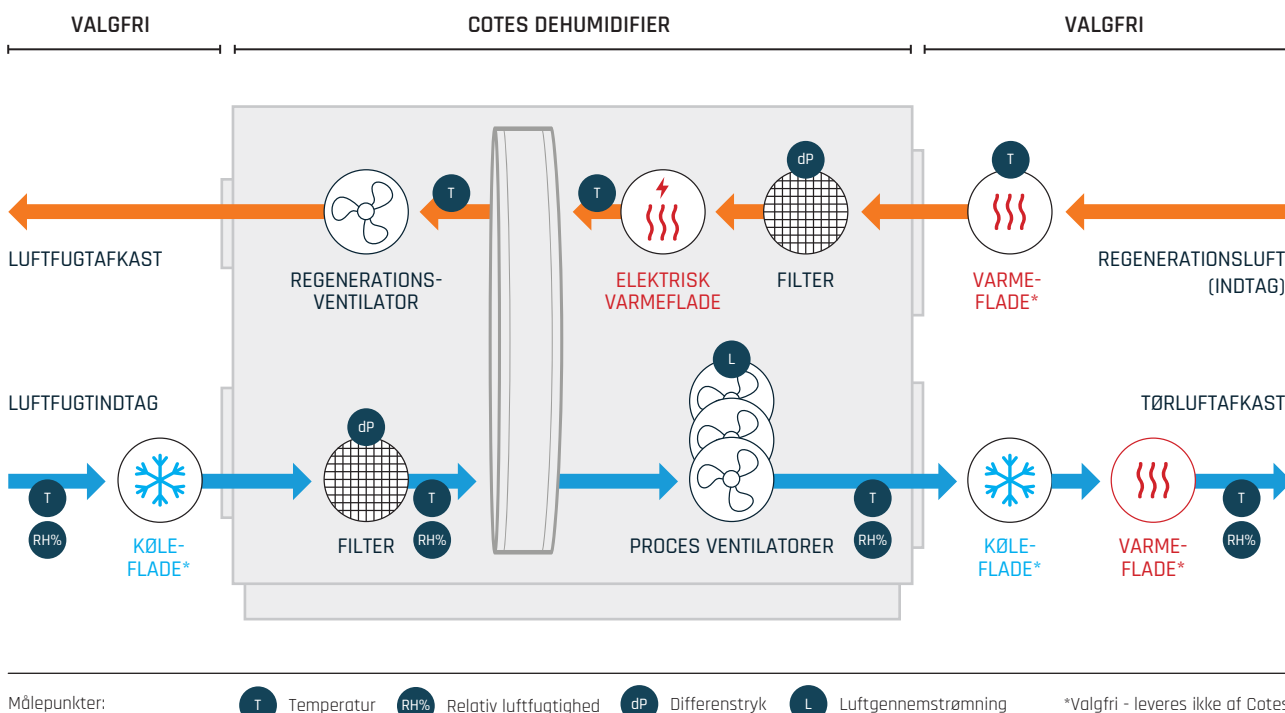 VALGFRI
COTES DEHUMIDIFIER
VALGFRI
dP
T
T
T
LUFTFUGTAFKAST
REGENERATIONS-
VENTILATOR
ELEKTRISK
VARMEFLADE
FILTER
VARME-
FLADE*
REGENERATIONSLUFT
(INDTAG)
L
LUFTFUGTINDTAG
TØRLUFTAFKAST
dP
T
T
T
T
RH%
RH%
RH%
RH%
KØLE-
FLADE*
FILTER
PROCES VENTILATORER
KØLE-
FLADE*
VARME-
FLADE*
Målepunkter:
T Temperatur
RH% Relativ luftfugtighed
dP Differenstryk
L Luftgennemstrømning
*Valgfri - leveres ikke af Cotes